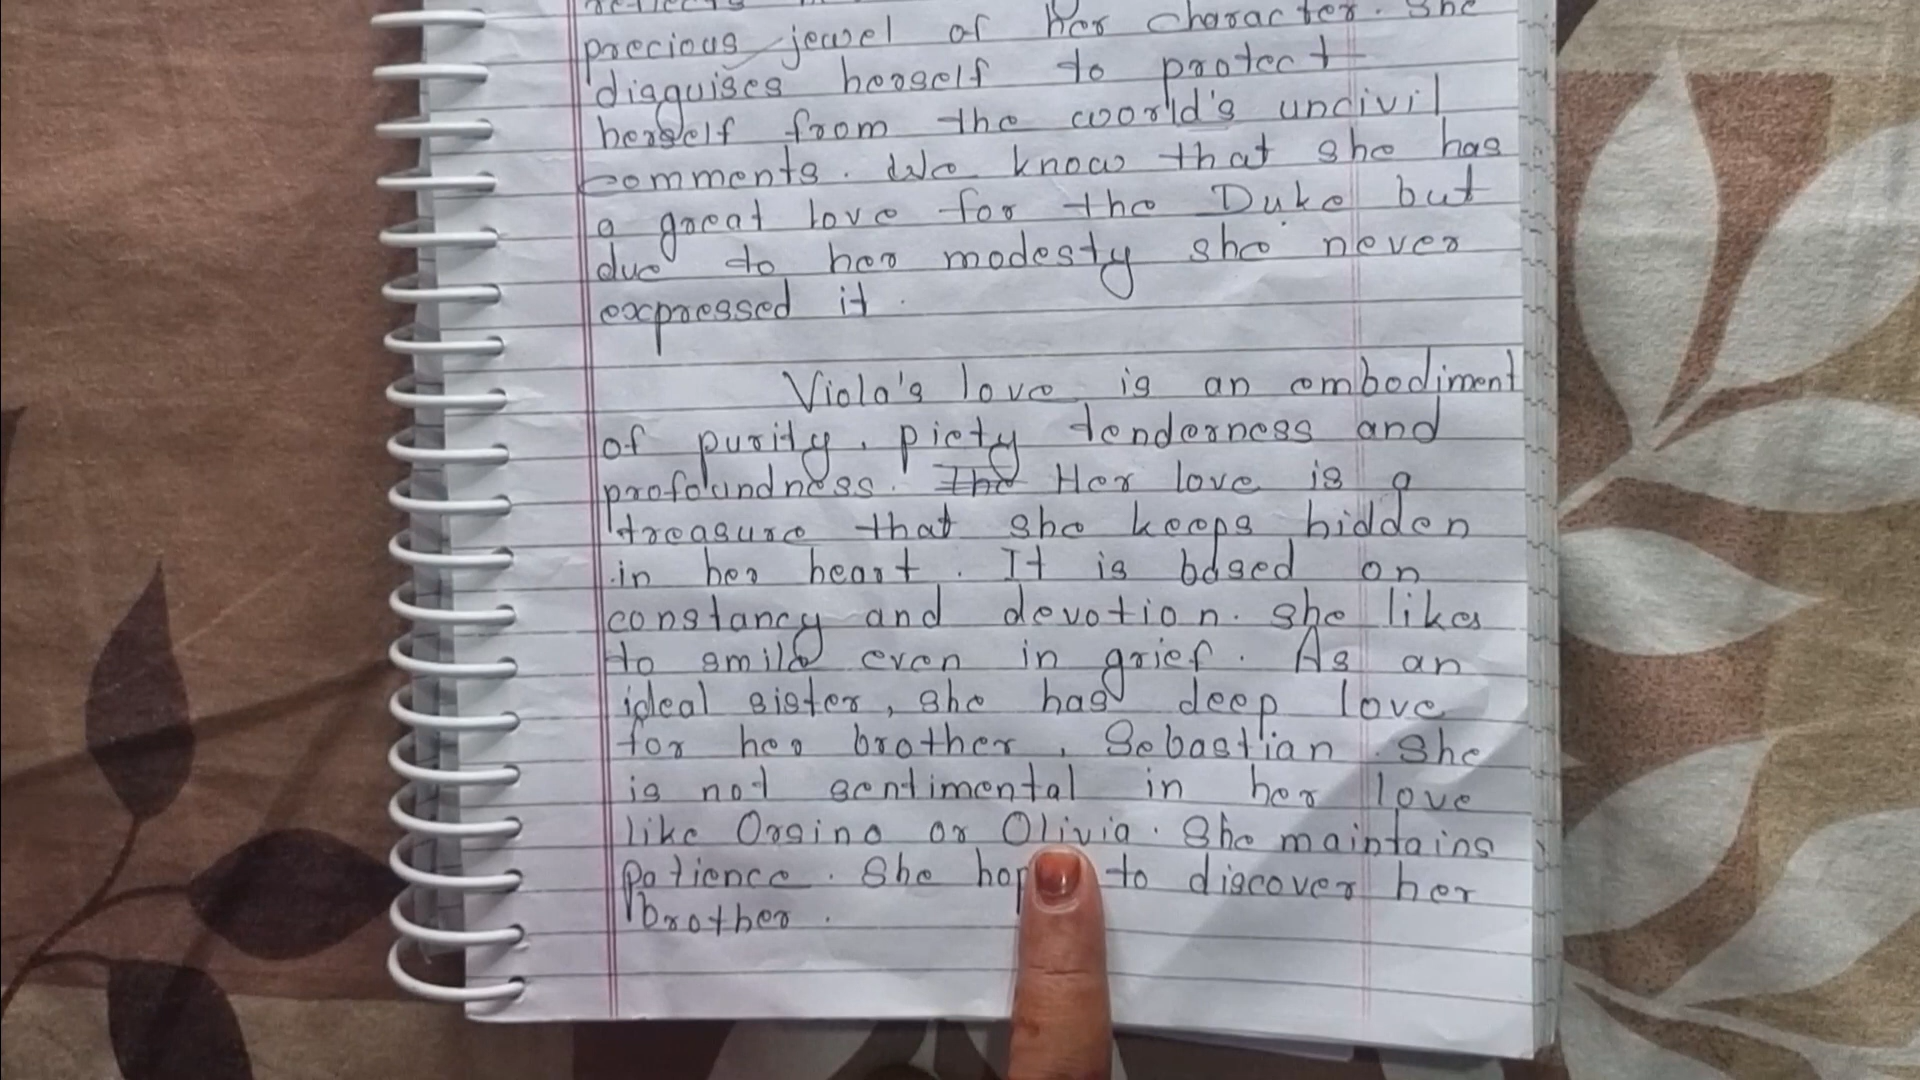 precious jewel of her character. She
disguises herself to protect
herself from the world's uncivil
comments. We know that she has
a great love for the Duke but
due to her modesty she never
expressed it.
Viola's love is an embodiment
of purity, piety tenderness and
profoundness. The Her love is a
treasure that she keeps hidden
in her heart. It is based on
constancy and devotion. She likes
to smile even in grief. As an
ideal sister, she has deep love
for her brother, Sebastian. She
is not sentimental in her love
like Orsino or Olivia. She maintains
Patience. She to discover her
brother.